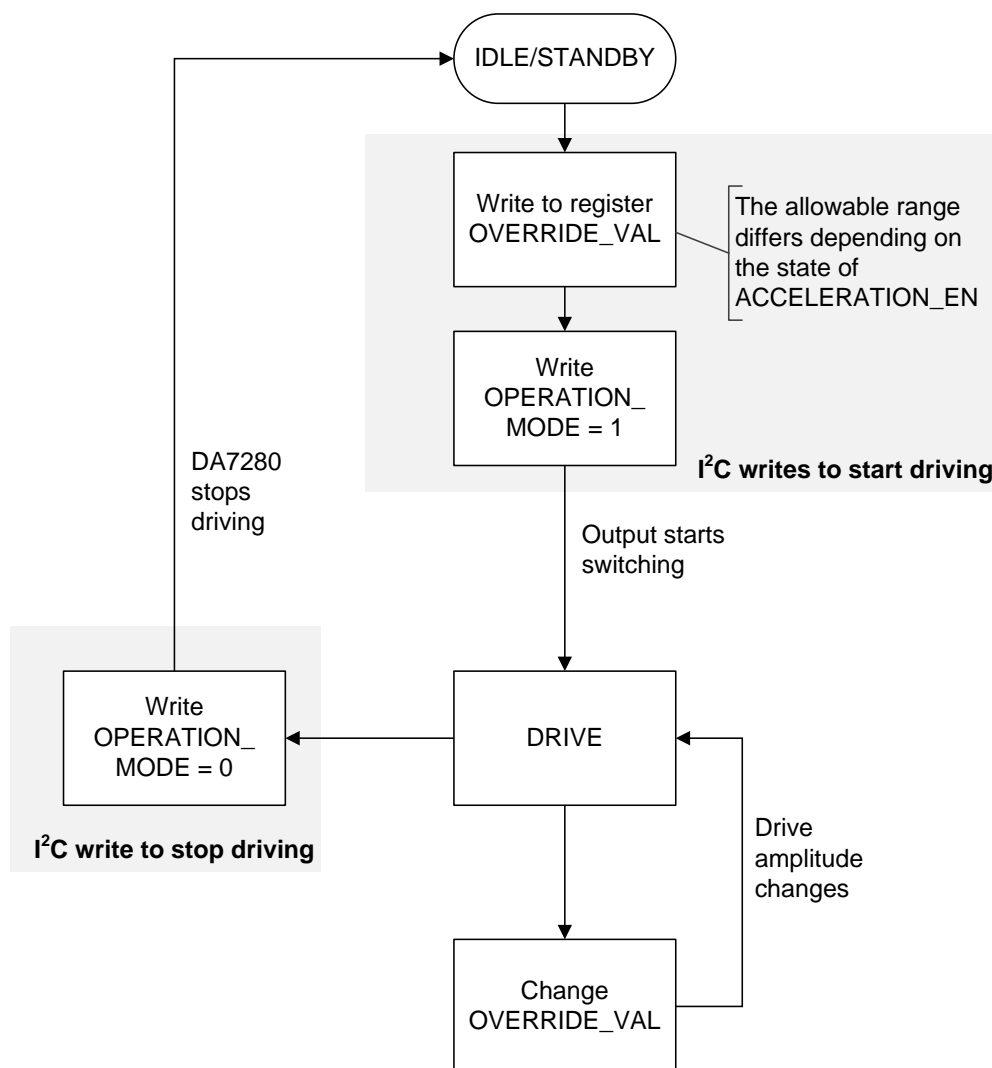 IDLE/STANDBY
Write to register
OVERRIDE_VAL
The allowable range
differs depending on
the state of
ACCELERATION_EN
Write
OPERATION_
MODE = 1
I²C writes to start driving
DA7280
stops
driving
Output starts
switching
Write
OPERATION_
MODE = 0
I²C write to stop driving
DRIVE
Drive
amplitude
changes
Change
OVERRIDE_VAL